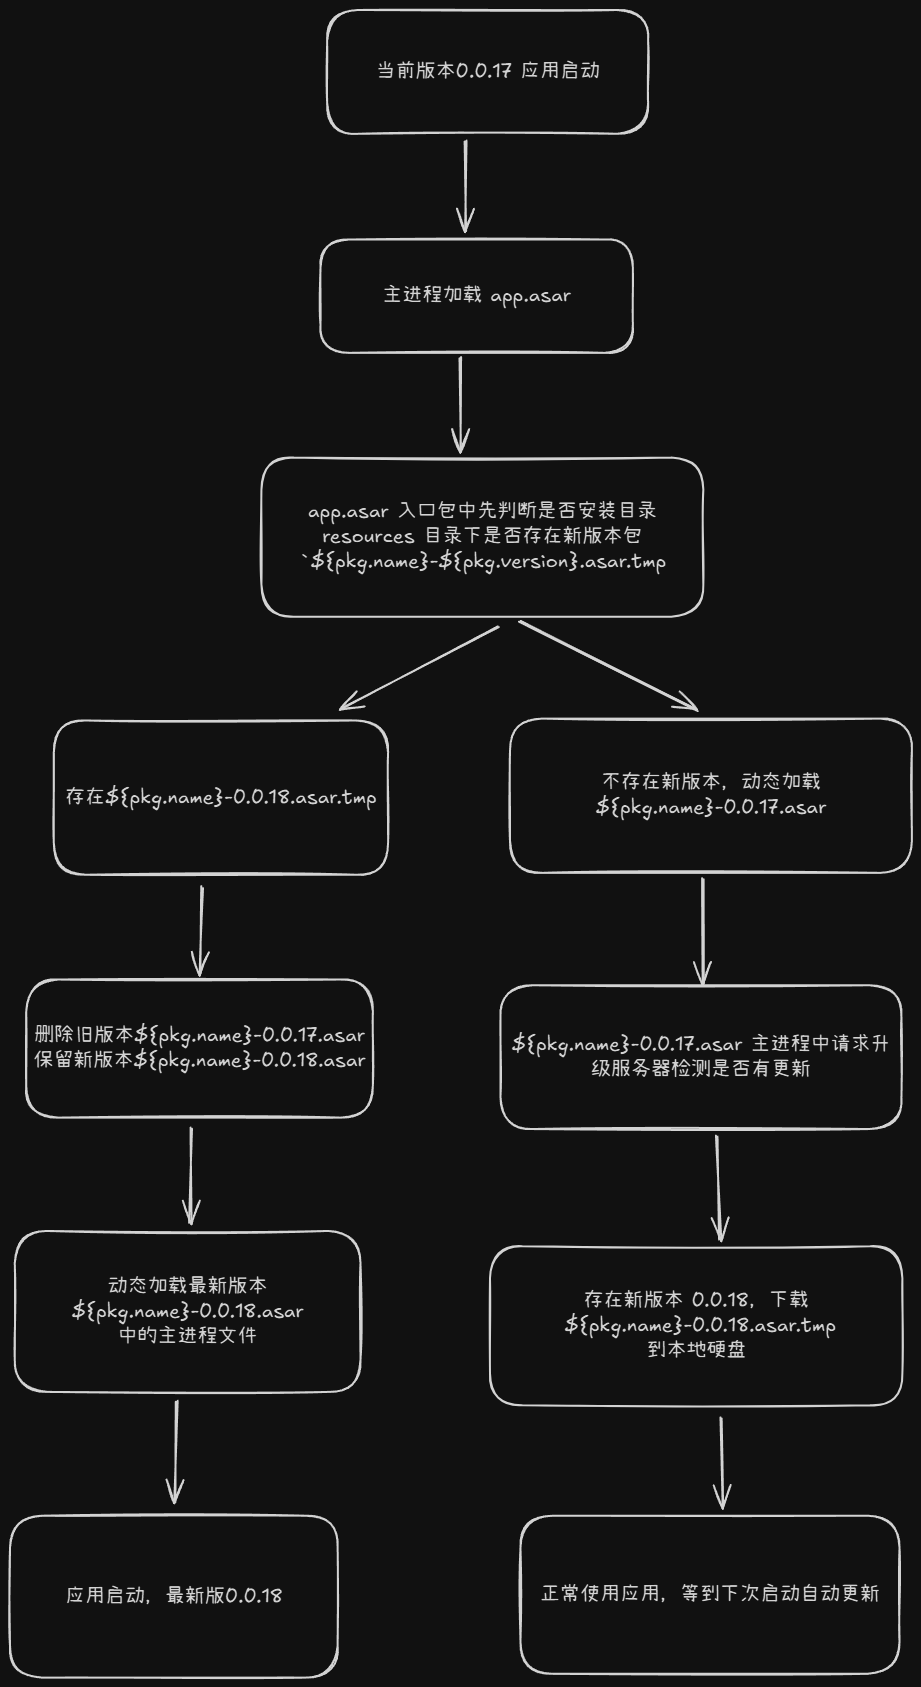 当前版本0.0.17 应用启动
主进程加载 app.asar
app.asar 入口包中先判断是否安装目录
resources 目录下是否存在新版本包
`${pkg.name}-${pkg.version}.asar.tmp
存在${pkg.name}-0.0.18.asar.tmp
不存在新版本，动态加载
${pkg.name}-0.0.17.asar
删除旧版本${pkg.name}-0.0.17.asar
保留新版本${pkg.name}-0.0.18.asar
${pkg.name}-0.0.17.asar 主进程中请求升
级服务器检测是否有更新
动态加载最新版本
${pkg.name}-0.0.18.asar
中的主进程文件
存在新版本 0.0.18，下载
${pkg.name}-0.0.18.asar.tmp
到本地硬盘
应用启动，最新版0.0.18
正常使用应用，等到下次启动自动更新